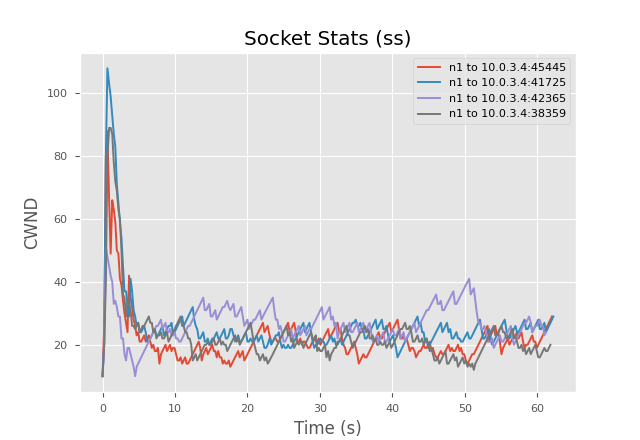 Socket Stats (ss)
n1 to 10.0.3.4:45445
n1 to 10.0.3.4:41725
n1 to 10.0.3.4:42365
n1 to 10.0.3.4:38359
CWND
100
80
60
40
20
0 10 20 30 40 50 60
Time (s)